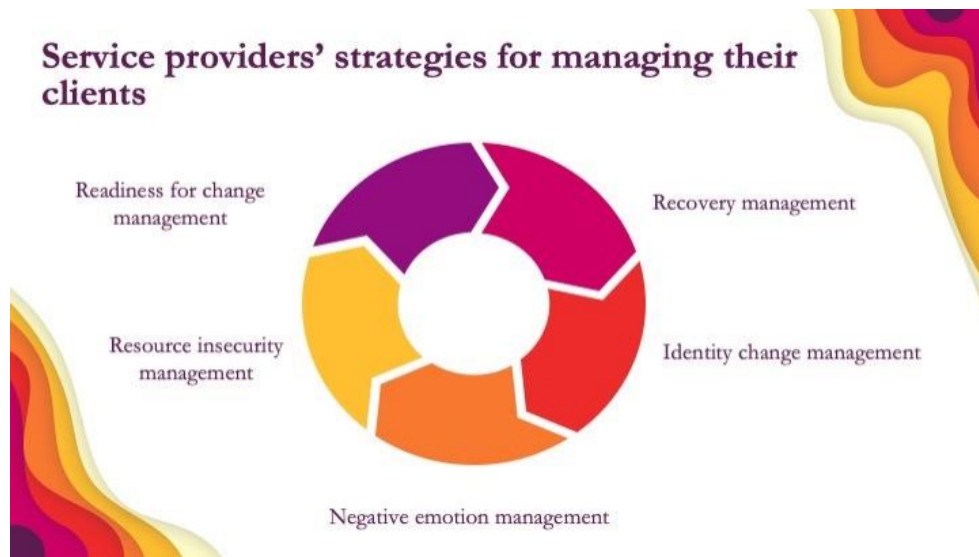 Service providers’ strategies for managing their
clients
Readiness for change
management
Recovery management
Resource insecurity
management
Identity change management
Negative emotion management